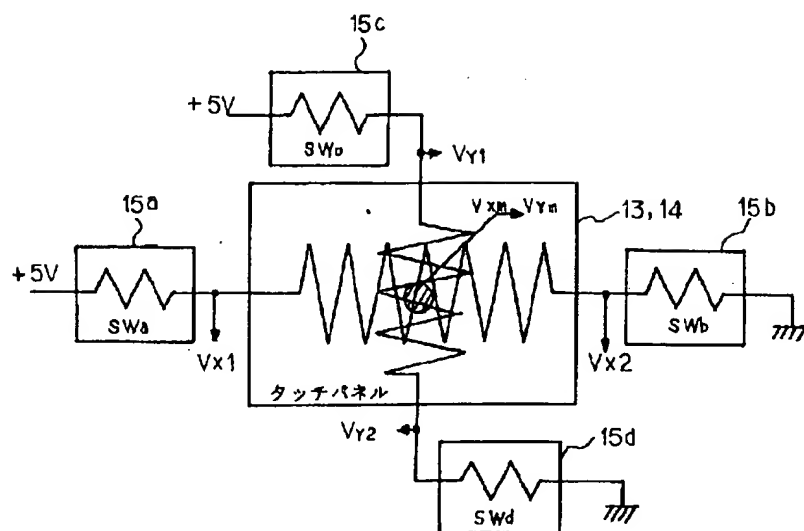 15c
+5V
SWc
VY1
VXm
VYm
13,14
15a
15b
+5V
SWa
SWb
VX1
VX2
タッチパネル
VY2
15d
SWd